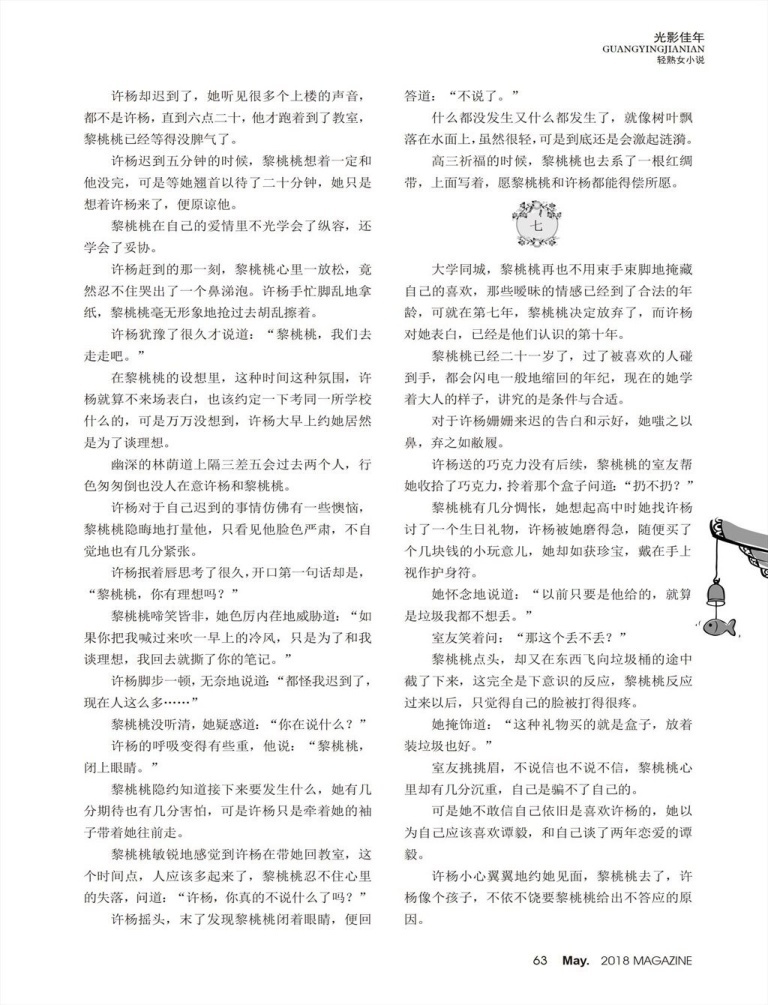 光影佳年
GUANGYINGJIANIAN
轻熟女小说
许杨却迟到了，她听见很多个上楼的声音，
都不是许杨，直到六点二十，他才跑着到了教室，
黎桃桃已经等得没脾气了。
许杨迟到五分钟的时候，黎桃桃想着一定和
他没完，可是等她翘首以待了二十分钟，她只是
想着许杨来了，便原谅他。
黎桃桃在自己的爱情里不光学会了纵容，还
学会了妥协。
许杨赶到的那一刻，黎桃桃心里一放松，竟
然忍不住哭出了一个鼻涕泡。许杨手忙脚乱地拿
纸，黎桃桃毫无形象地抢过去胡乱擦着。
许杨犹豫了很久才说道：“黎桃桃，我们去
走走吧。”
在黎桃桃的设想里，这种时间这种氛围，许
杨就算不来场表白，也该约定一下考同一所学校
什么的，可是万万没想到，许杨大早上约她居然
是为了谈理想。
幽深的林荫道上隔三差五会过去两个人，行
色匆匆倒也没人在意许杨和黎桃桃。
许杨对于自己迟到的事情仿佛有一些懊恼，
黎桃桃隐晦地打量他，只看见他脸色严肃，不自
觉地也有几分紧张。
许杨抿着唇思考了很久，开口第一句话却是，
“黎桃桃，你有理想吗？”
黎桃桃啼笑皆非，她色厉内荏地威胁道：“如
果你把我喊过来吹一早上的冷风，只是为了和我
谈理想，我回去就撕了你的笔记。”
许杨脚步一顿，无奈地说道：“都怪我迟到了，
现在人这么多……”
黎桃桃没听清，她疑惑道：“你在说什么？”
许杨的呼吸变得有些重，他说：“黎桃桃，
闭上眼睛。”
黎桃桃隐约知道接下来要发生什么，她有几
分期待也有几分害怕，可是许杨只是牵着她的袖
子带着她往前走。
黎桃桃敏锐地感觉到许杨在带她回教室，这
个时间点，人应该多起来了，黎桃桃忍不住心里
的失落，问道：“许杨，你真的不说什么了吗？”
许杨摇头，末了发现黎桃桃闭着眼睛，便回
答道：“不说了。”
什么都没发生又什么都发生了，就像树叶飘
落在水面上，虽然很轻，可是到底还是会激起涟漪。
高三祈福的时候，黎桃桃也去系了一根红绸
带，上面写着，愿黎桃桃和许杨都能得偿所愿。
七
大学同城，黎桃桃再也不用束手束脚地掩藏
自己的喜欢，那些暧昧的情感已经到了合法的年
龄，可就在第七年，黎桃桃决定放弃了，而许杨
对她表白，已经是他们认识的第十年。
黎桃桃已经二十一岁了，过了被喜欢的人碰
到手，都会闪电一般地缩回的年纪，现在的她学
着大人的样子，讲究的是条件与合适。
对于许杨姗姗来迟的告白和示好，她嗤之以
鼻，弃之如敝履。
许杨送的巧克力没有后续，黎桃桃的室友帮
她收拾了巧克力，拎着那个盒子问道：“扔不扔？”
黎桃桃有几分惆怅，她想起高中时她找许杨
讨了一个生日礼物，许杨被她磨得急，随便买了
个几块钱的小玩意儿，她却如获珍宝，戴在手上
视作护身符。
她怀念地说道：“以前只要是他给的，就算
是垃圾我都不想丢。”
室友笑着问：“那这个丢不丢？”
黎桃桃点头，却又在东西飞向垃圾桶的途中
截了下来，这完全是下意识的反应，黎桃桃反应
过来以后，只觉得自己的脸被打得很疼。
她掩饰道：“这种礼物买的就是盒子，放着
装垃圾也好。”
室友挑挑眉，不说信也不说不信，黎桃桃心
里却有几分沉重，自己是骗不了自己的。
可是她不敢信自己依旧是喜欢许杨的，她以
为自己应该喜欢谭毅，和自己谈了两年恋爱的谭
毅。
许杨小心翼翼地约她见面，黎桃桃去了，许
杨像个孩子，不依不饶要黎桃桃给出不答应的原
因。
63 May. 2018 MAGAZINE